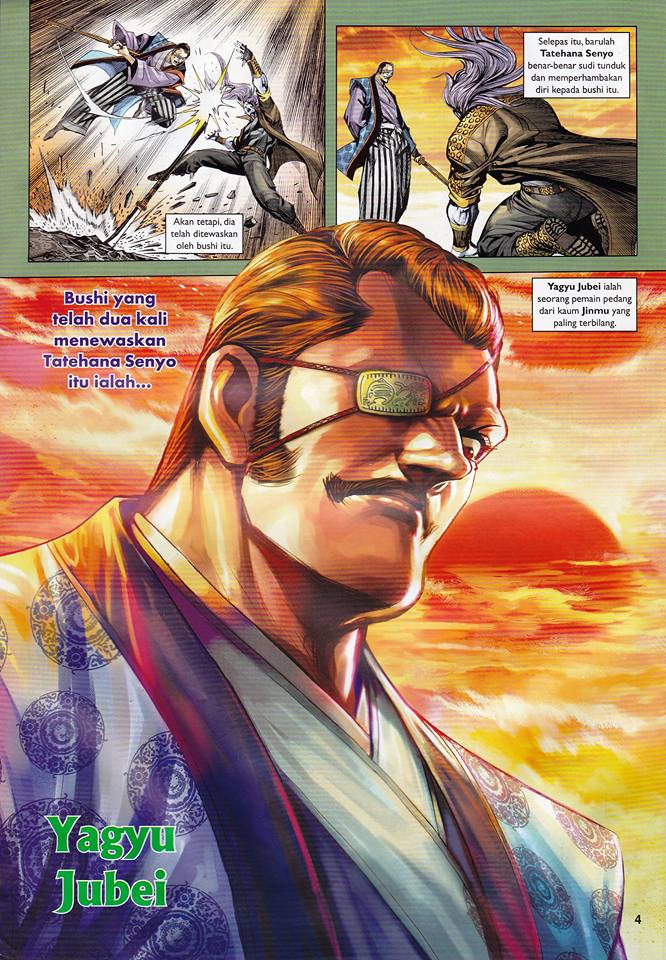 Akan tetapi, dia
telah ditewaskan
oleh bushi itu.
Selepas itu, barulah
Tatehana Senyo
benar-benar sudi tunduk
dan memperhambakan
diri kepada bushi itu.
Bushi yang
telah dua kali
menewaskan
Tatehana Senyo
itu ialah...
Yagyu Jubei ialah
seorang pemain pedang
dari kaum Jinmu yang
paling terbilang.
Yagyu
Jubei
4